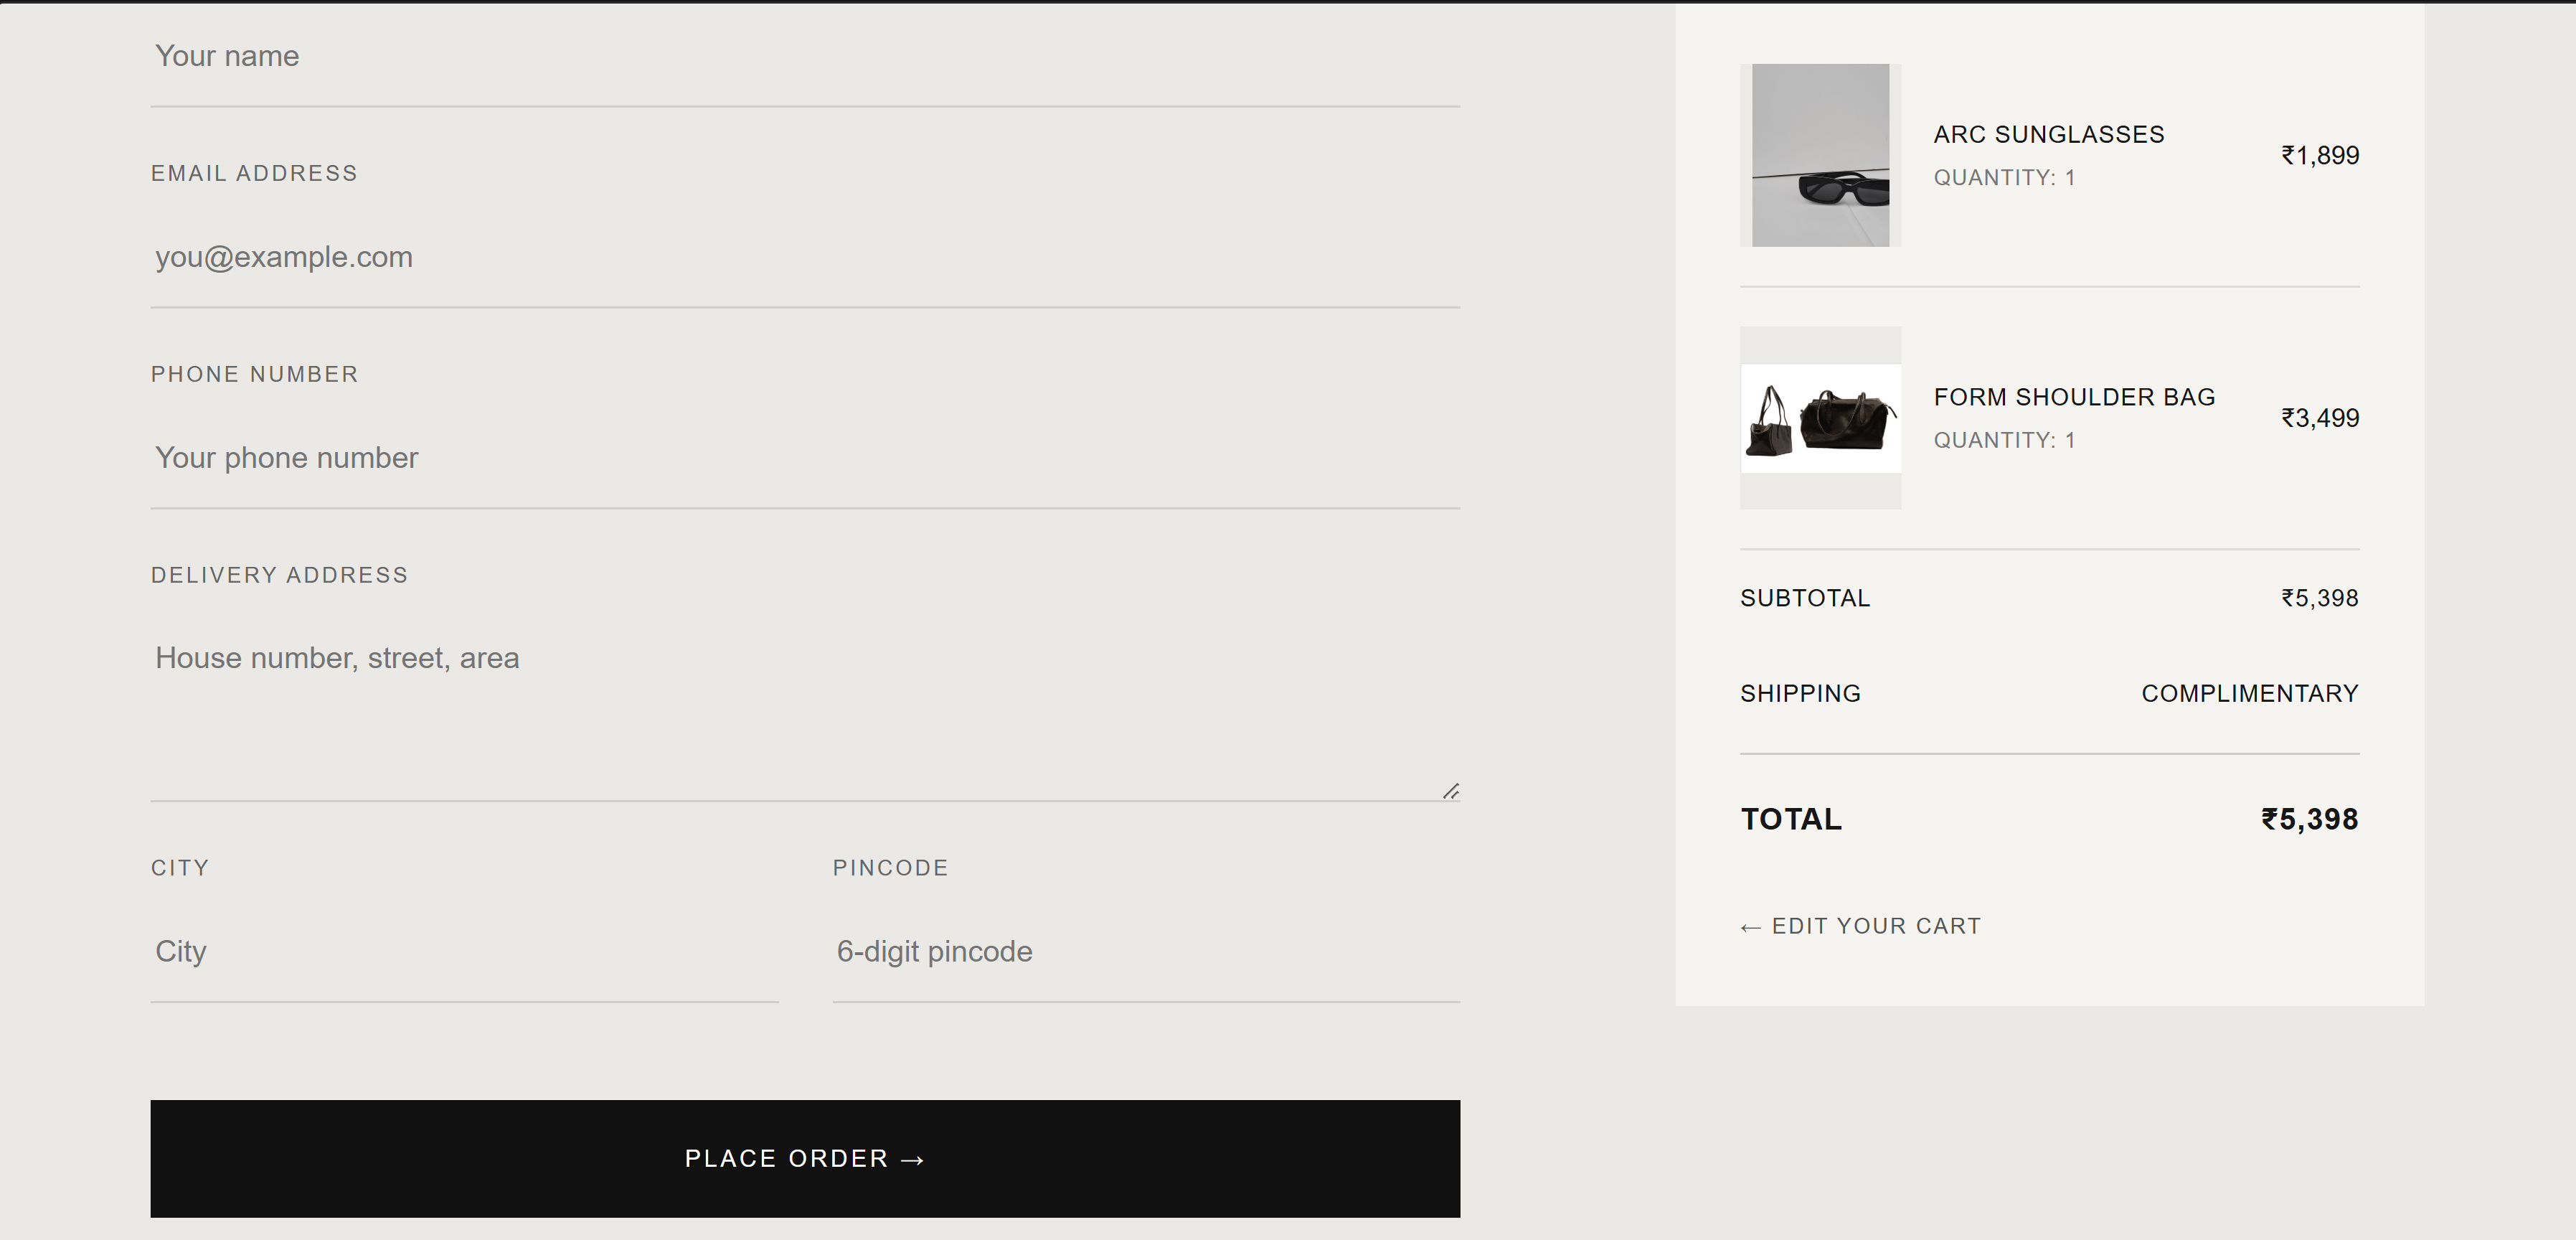 Your name
EMAIL ADDRESS
you@example.com
PHONE NUMBER
Your phone number
DELIVERY ADDRESS
House number, street, area
CITY
PINCODE
City
6-digit pincode
PLACE ORDER →
ARC SUNGLASSES
QUANTITY: 1
₹1,899
FORM SHOULDER BAG
QUANTITY: 1
₹3,499
SUBTOTAL ₹5,398
SHIPPING COMPLIMENTARY
TOTAL ₹5,398
← EDIT YOUR CART